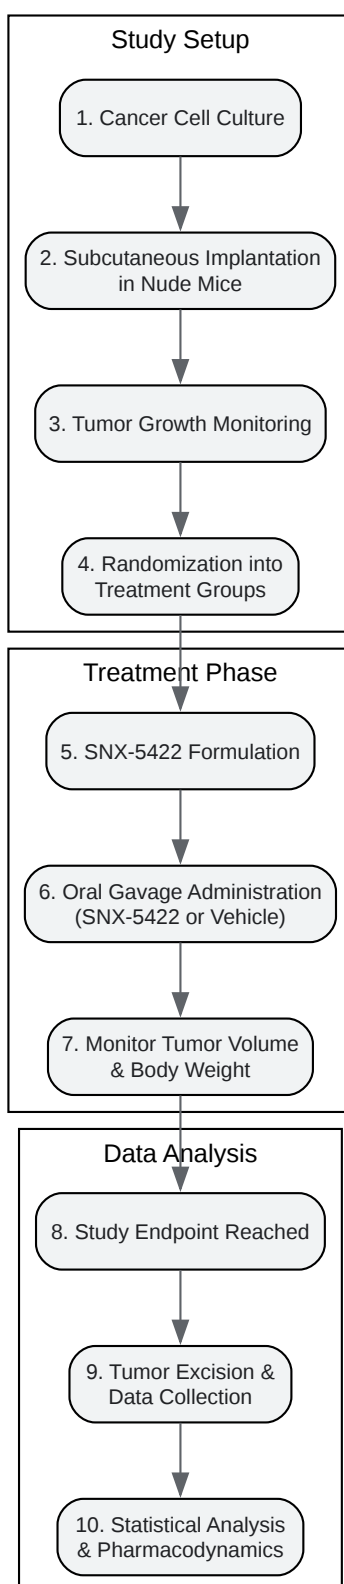 Study Setup
1. Cancer Cell Culture
2. Subcutaneous Implantation
in Nude Mice
3. Tumor Growth Monitoring
4. Randomization into
Treatment Groups
Treatment Phase
5. SNX-5422 Formulation
6. Oral Gavage Administration
(SNX-5422 or Vehicle)
7. Monitor Tumor Volume
& Body Weight
Data Analysis
8. Study Endpoint Reached
9. Tumor Excision &
Data Collection
10. Statistical Analysis
& Pharmacodynamics